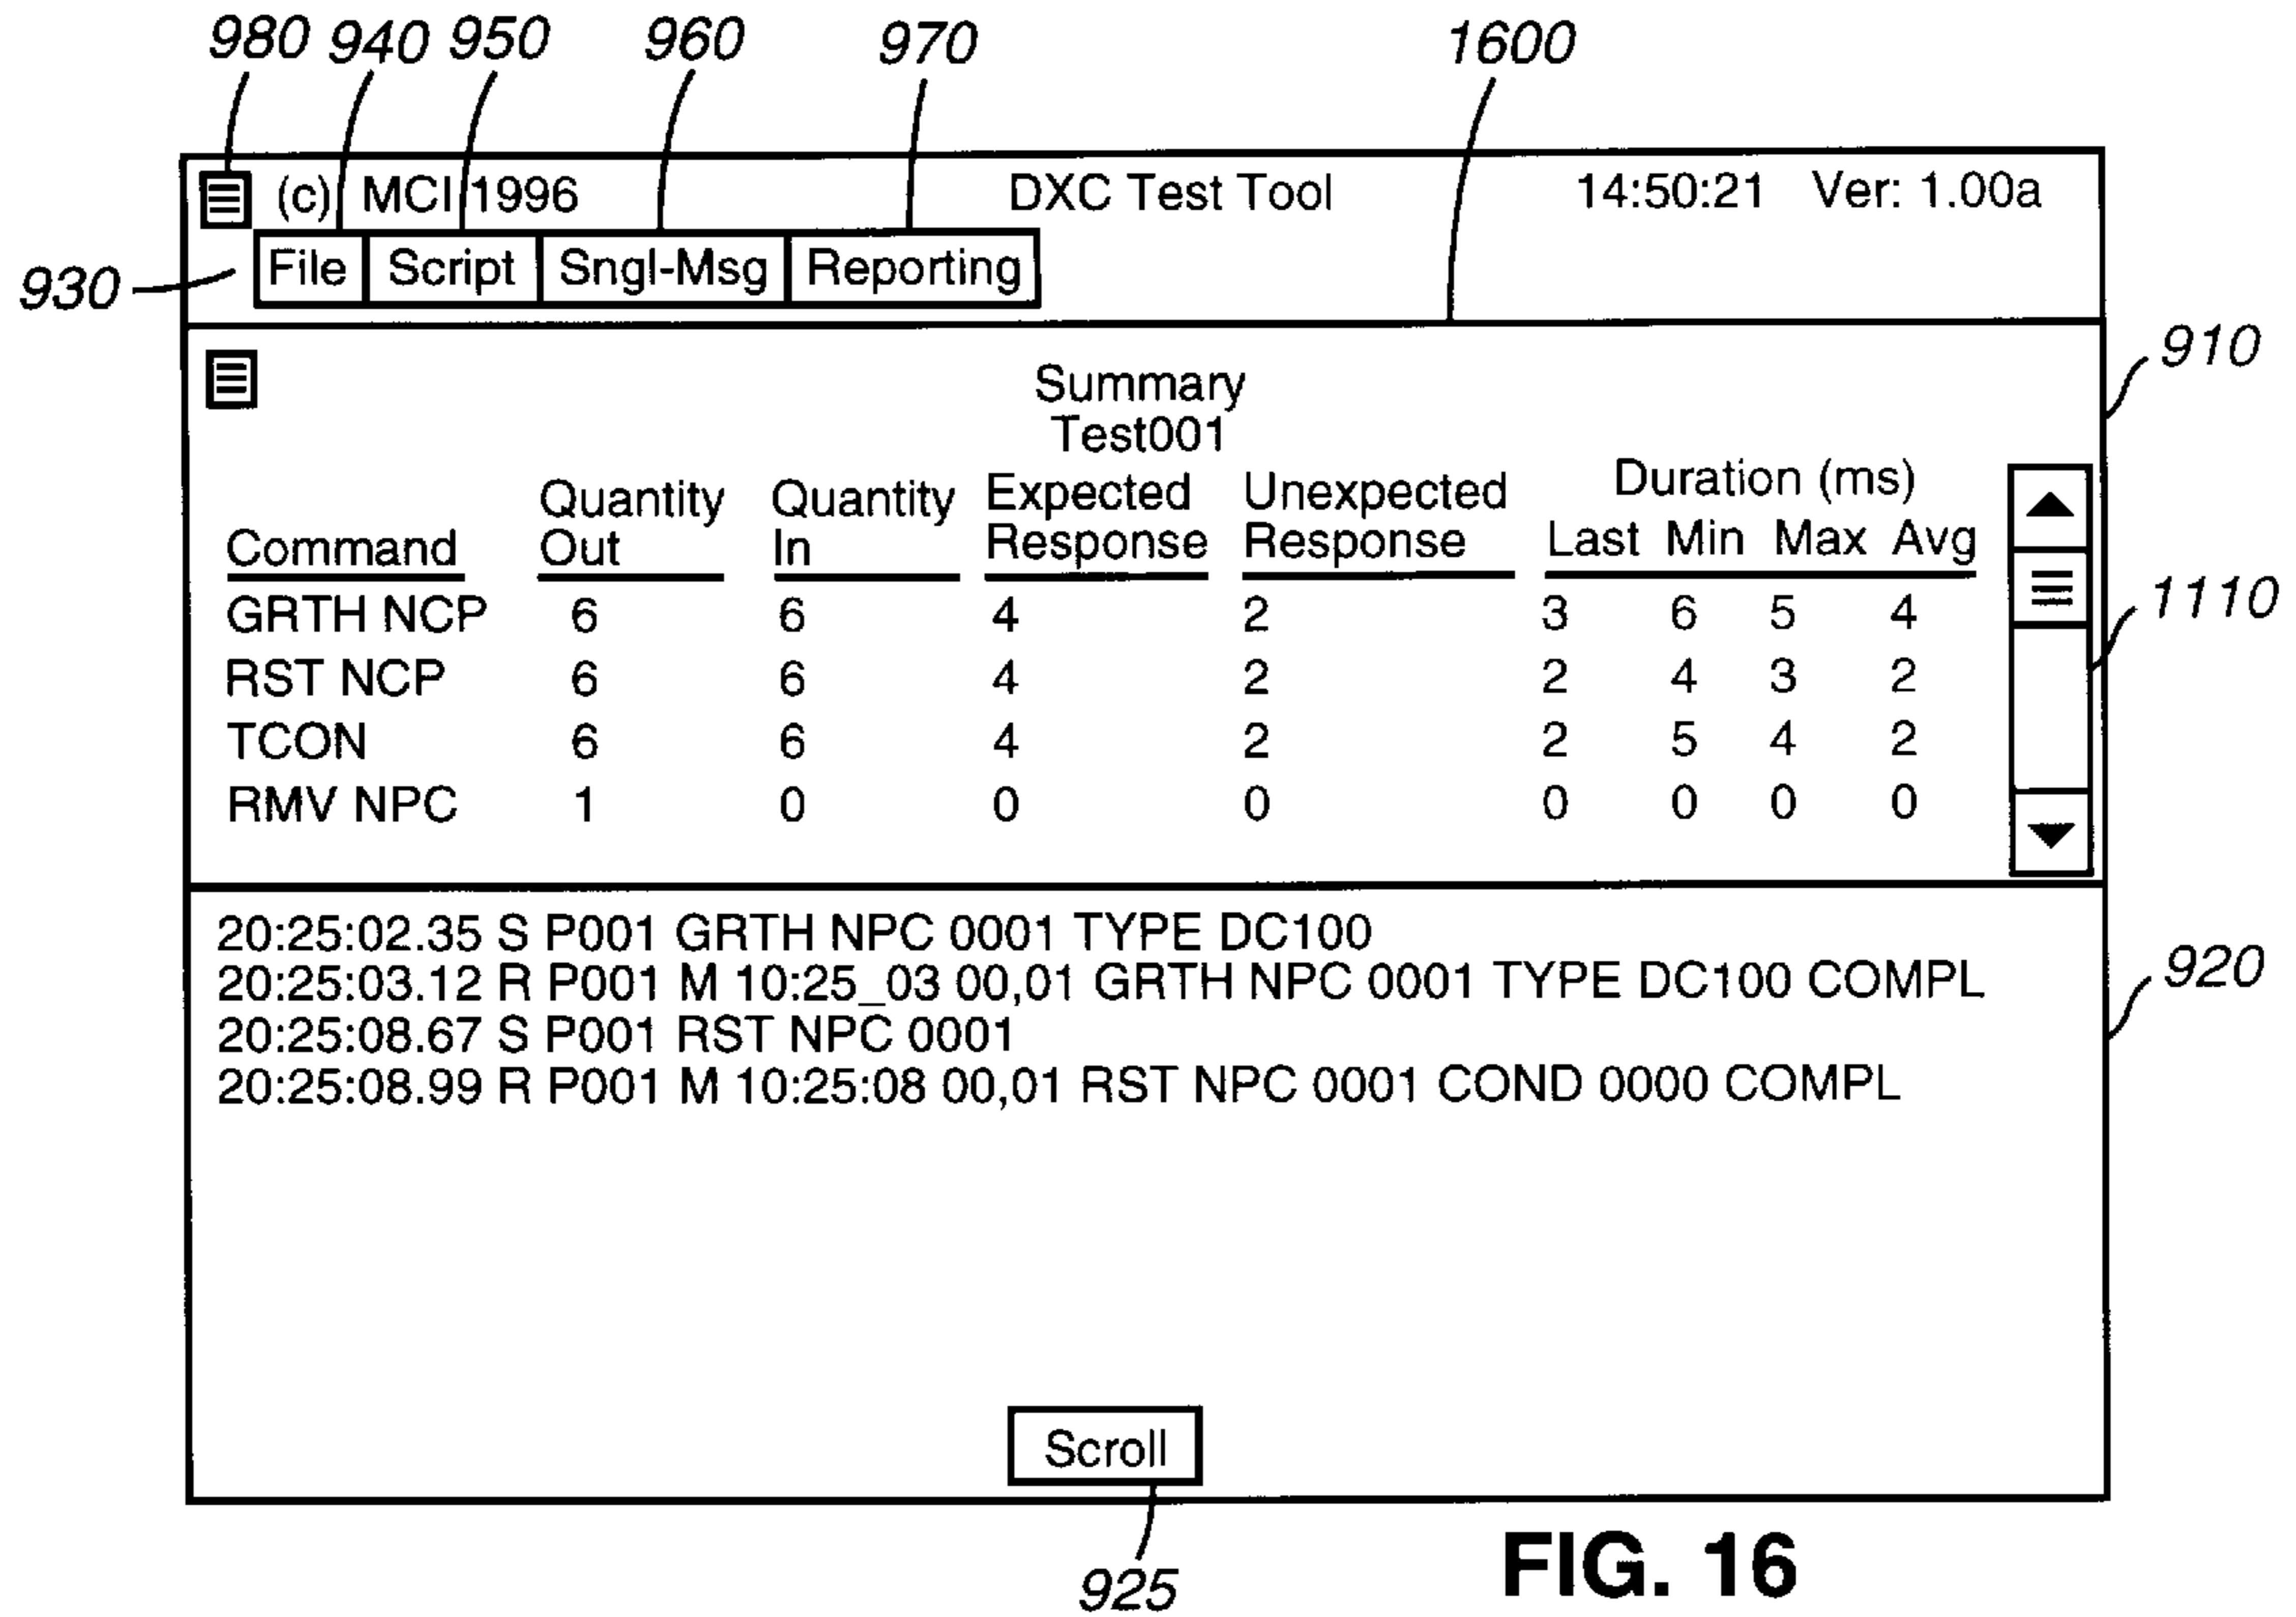 980 940 950 960 970 1600
(c) MCI 1996 DXC Test Tool 14:50:21 Ver: 1.00a
930 File Script Sngl-Msg Reporting
910
Summary
Test001
Duration (ms)
Quantity Quantity Expected Unexpected
Command Out In Response Response Last Min Max Avg
1110
GRTH NCP 6 6 4 2 3 6 5 4
RST NCP 6 6 4 2 2 4 3 2
TCON 6 6 4 2 2 5 4 2
RMV NPC 1 0 0 0 0 0 0 0
20:25:02.35 S P001 GRTH NPC 0001 TYPE DC100
920
20:25:03.12 R P001 M 10:25_03 00,01 GRTH NPC 0001 TYPE DC100 COMPL
20:25:08.67 S P001 RST NPC 0001
20:25:08.99 R P001 M 10:25:08 00,01 RST NPC 0001 COND 0000 COMPL
Scroll
925
FIG. 16